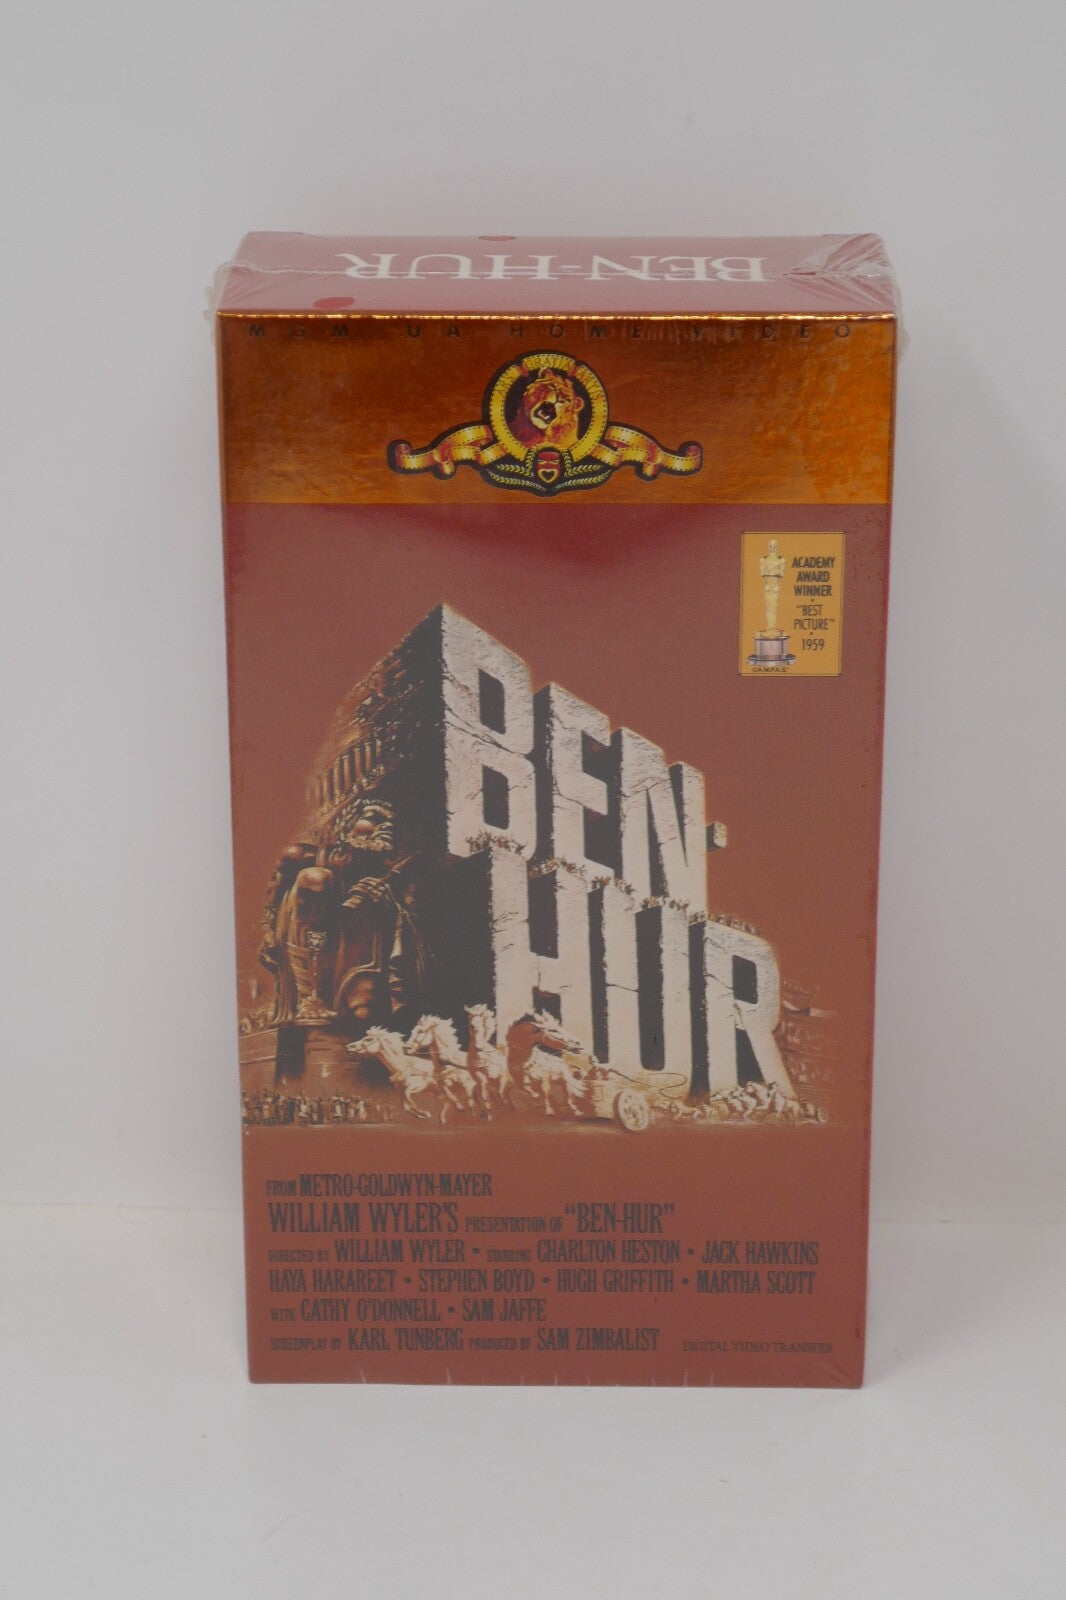 BEN-HUR
MGM UA HOME VIDEO
ARS GRATIA ARTIS
ACADEMY
AWARD
WINNER
•
"BEST
PICTURE"
•
1959
©A.M.P.A.S.®
BEN-
HUR
FROM METRO-GOLDWYN-MAYER
WILLIAM WYLER'S PRESENTATION OF "BEN-HUR"
DIRECTED BY WILLIAM WYLER • STARRING CHARLTON HESTON • JACK HAWKINS
HAYA HARAREET • STEPHEN BOYD • HUGH GRIFFITH • MARTHA SCOTT
WITH CATHY O'DONNELL • SAM JAFFE
SCREENPLAY BY KARL TUNBERG PRODUCED BY SAM ZIMBALIST DIGITAL VIDEO TRANSFER